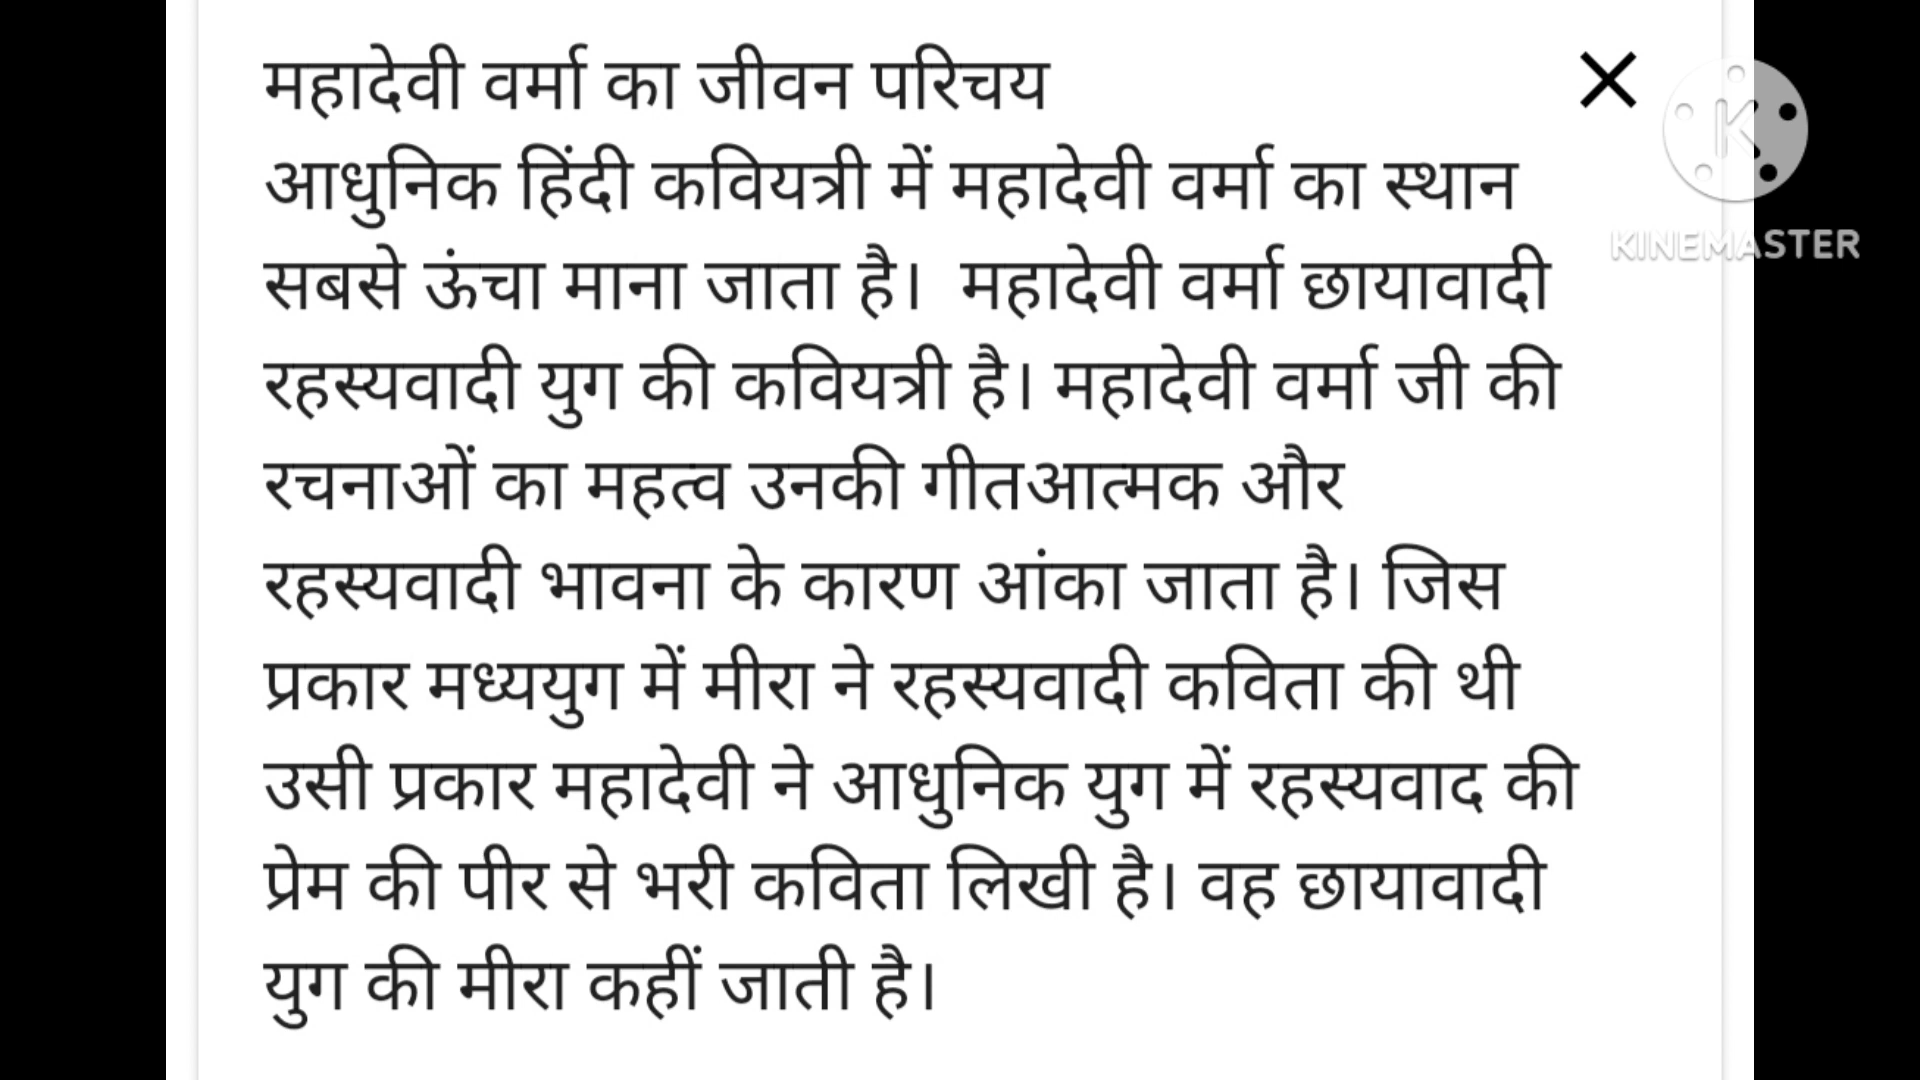 महादेवी वर्मा का जीवन परिचय
आधुनिक हिंदी कवियत्री में महादेवी वर्मा का स्थान
सबसे ऊंचा माना जाता है।  महादेवी वर्मा छायावादी
रहस्यवादी युग की कवियत्री है। महादेवी वर्मा जी की
रचनाओं का महत्व उनकी गीतआत्मक और
रहस्यवादी भावना के कारण आंका जाता है। जिस
प्रकार मध्ययुग में मीरा ने रहस्यवादी कविता की थी
उसी प्रकार महादेवी ने आधुनिक युग में रहस्यवाद की
प्रेम की पीर से भरी कविता लिखी है। वह छायावादी
युग की मीरा कहीं जाती है।
K
KINEMASTER